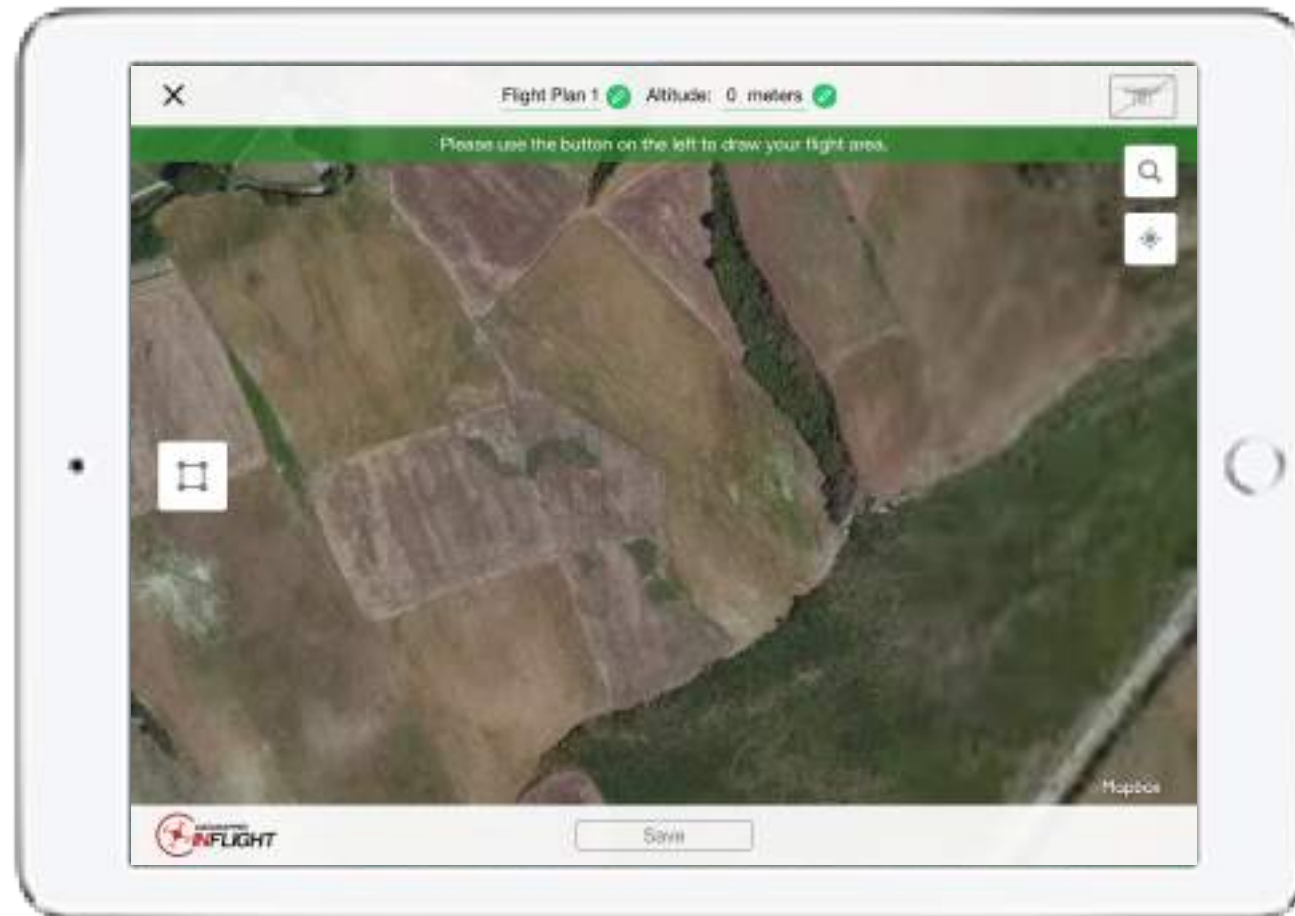 Flight Plan 1 Altitude: 0 meters
Please use the button on the left to draw your flight area.
Mapbox
INFLIGHT
Save